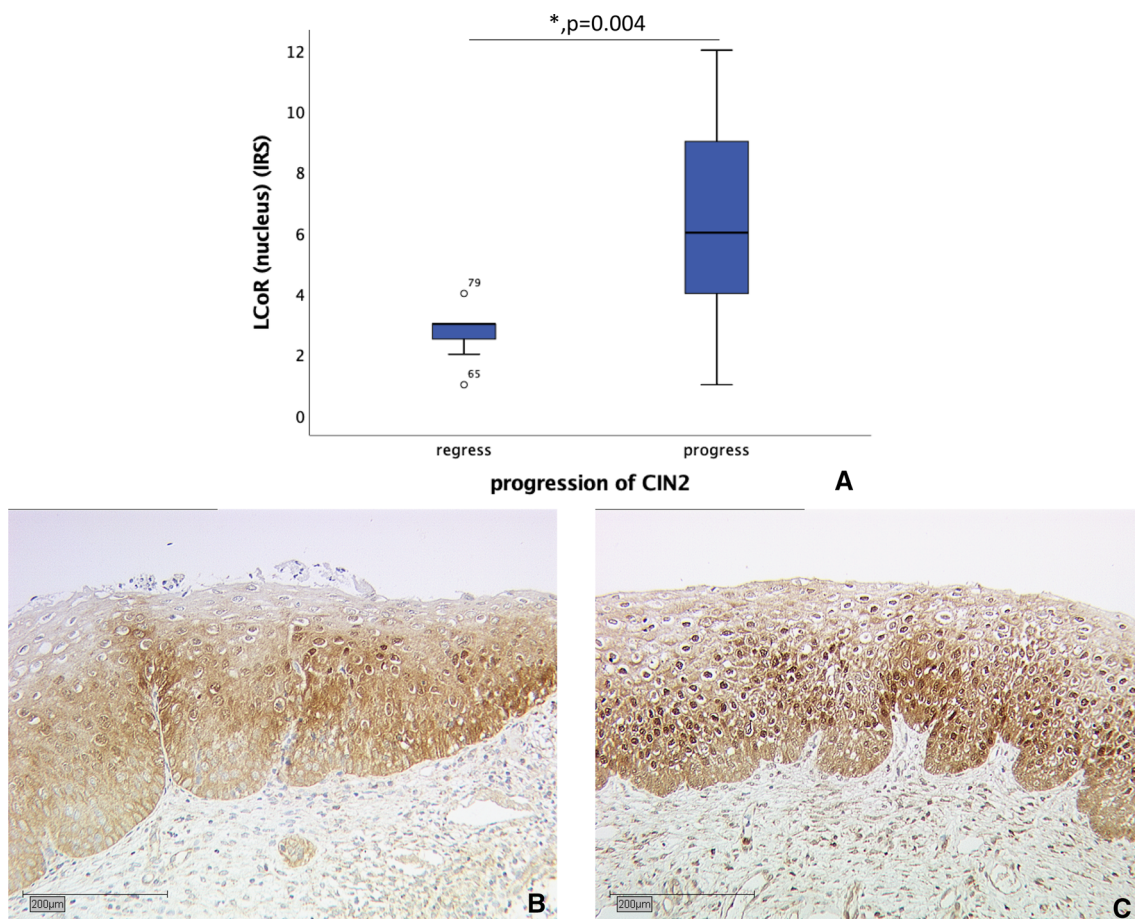 *,p=0.004
LCoR (nucleus) (IRS)
12
10
8
6
4
2
0
79
65
regress progress
progression of CIN2
A
200µm
B
200µm
C